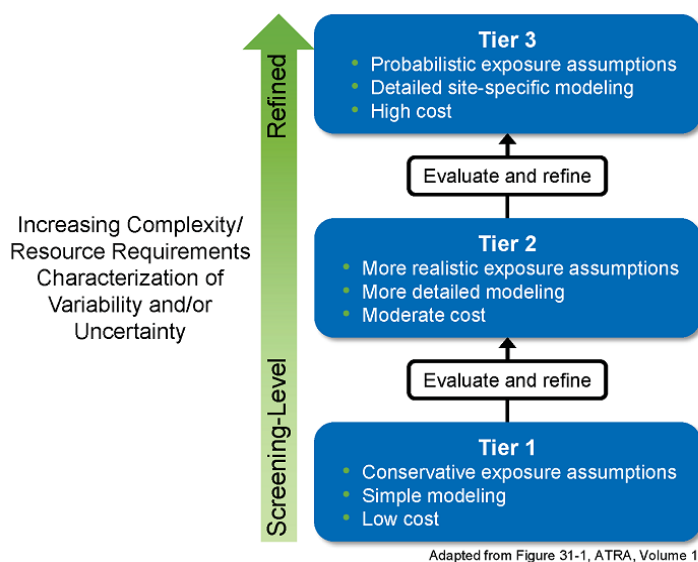 Tier 3
• Probabilistic exposure assumptions
• Detailed site-specific modeling
• High cost
Evaluate and refine
Tier 2
• More realistic exposure assumptions
• More detailed modeling
• Moderate cost
Evaluate and refine
Tier 1
• Conservative exposure assumptions
• Simple modeling
• Low cost
Refined
Screening-Level
Increasing Complexity/
Resource Requirements
Characterization of
Variability and/or
Uncertainty
Adapted from Figure 31-1, ATRA, Volume 1